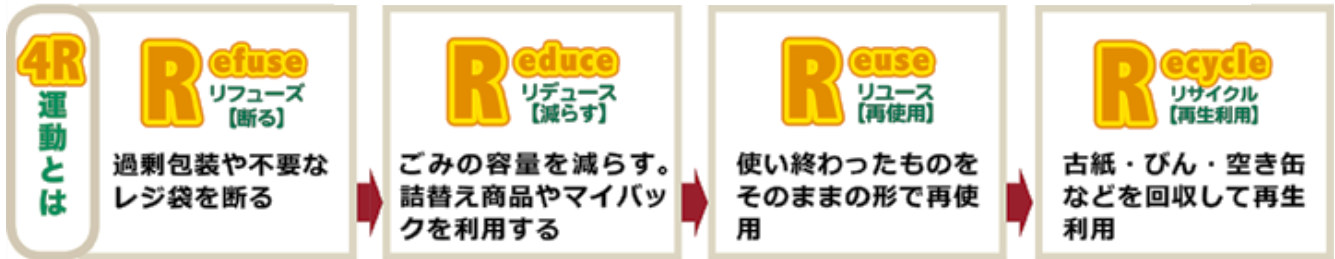 4R
運動とは
Refuse
リフューズ
【断る】
過剰包装や不要な
レジ袋を断る
Reduce
リデュース
【減らす】
ごみの容量を減らす。
詰替え商品やマイバッ
クを利用する
Reuse
リユース
【再使用】
使い終わったものを
そのままの形で再使
用
Recycle
リサイクル
【再生利用】
古紙・びん・空き缶
などを回収して再生
利用